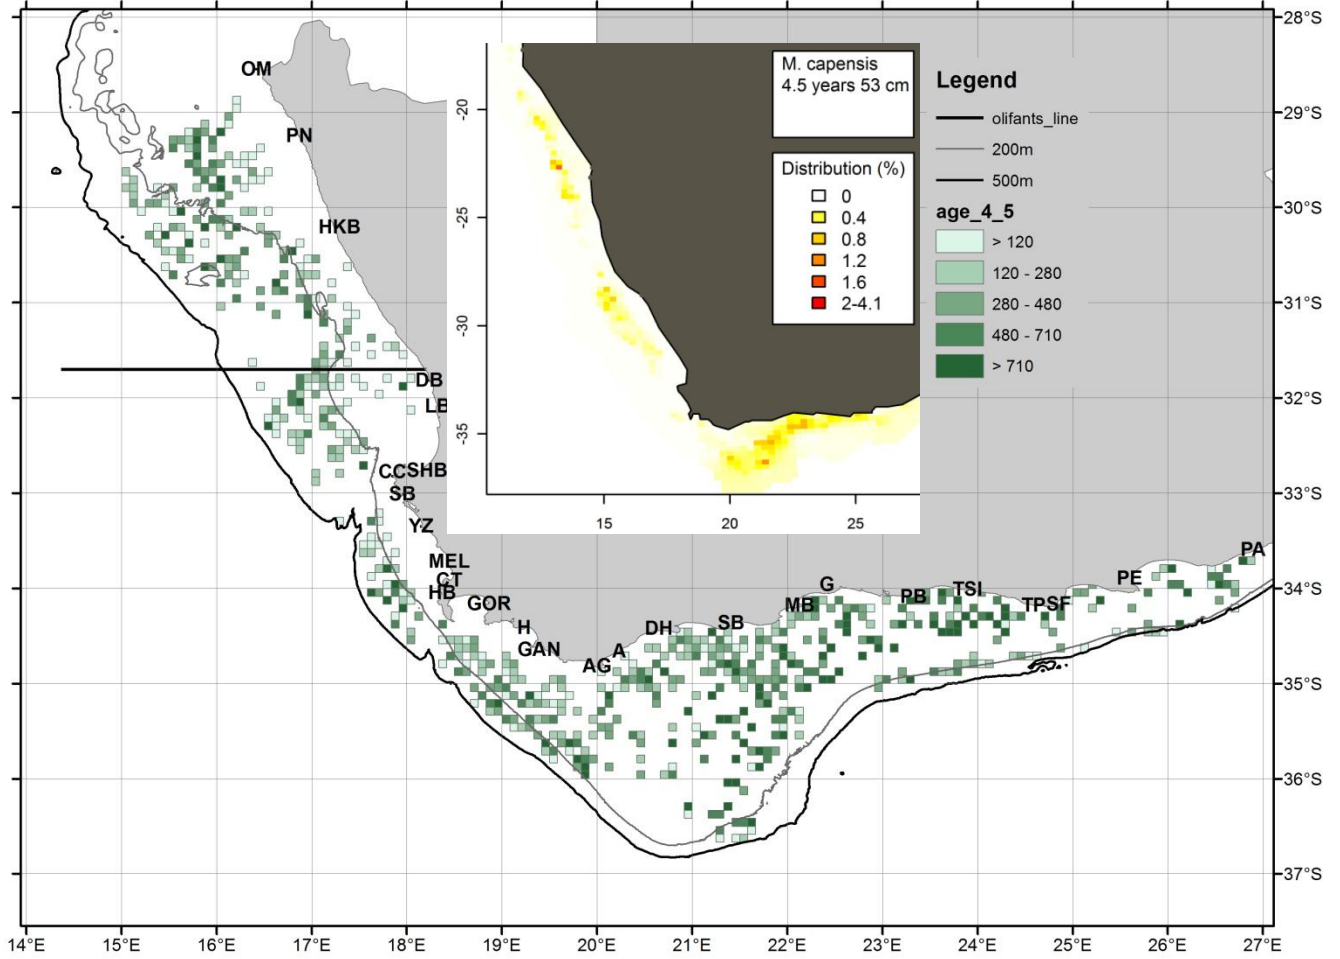 28°S
29°S
30°S
31°S
32°S
33°S
34°S
35°S
36°S
37°S
OM
PN
HKB
DB
LB
CC
SHB
SB
YZ
MEL
CT
HB
GOR
H
GAN
AG
A
DH
SB
MB
G
PB
TSI
TP
SF
PE
PA
M. capensis
4.5 years 53 cm
Distribution (%)
0
0.4
0.8
1.2
1.6
2-4.1
-20
-25
-30
-35
15
20
25
Legend
olifants_line
200m
500m
age_4_5
> 120
120 - 280
280 - 480
480 - 710
> 710
14°E
15°E
16°E
17°E
18°E
19°E
20°E
21°E
22°E
23°E
24°E
25°E
26°E
27°E